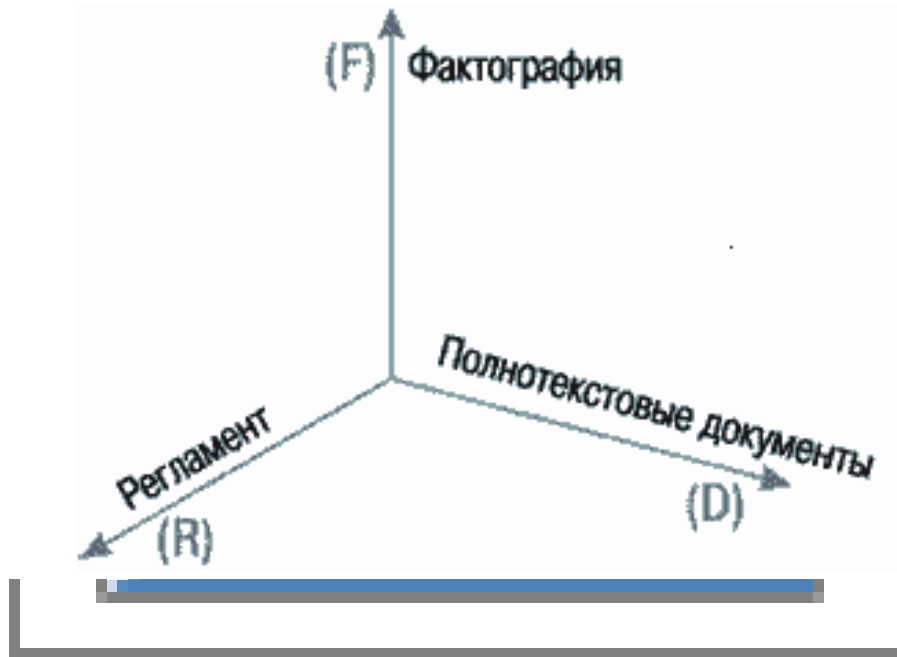 (F) Фактография
Полнотекстовые документы
(D)
Регламент
(R)